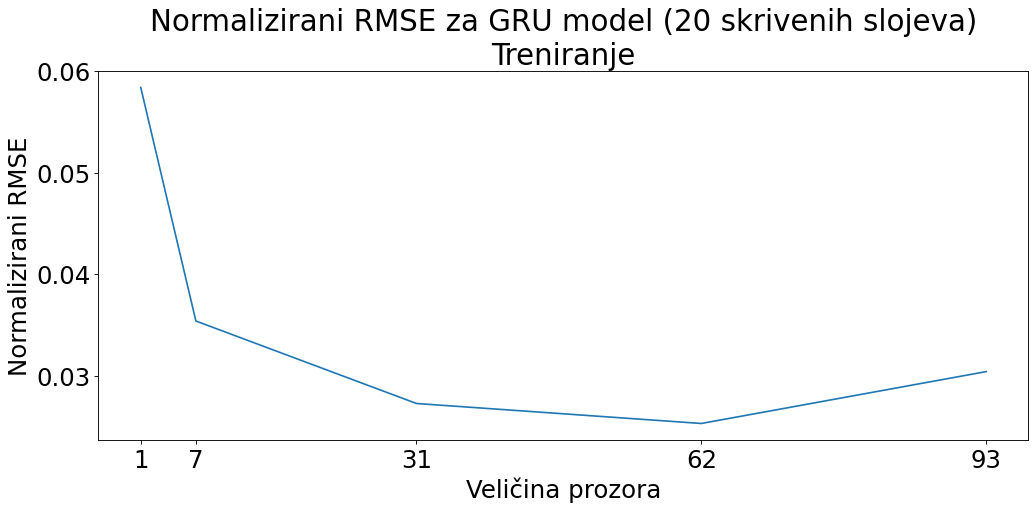 Normalizirani RMSE za GRU model (20 skrivenih slojeva)
Treniranje
0.06
0.05
0.04
0.03
Normalizirani RMSE
1 7 31 62 93
Veličina prozora